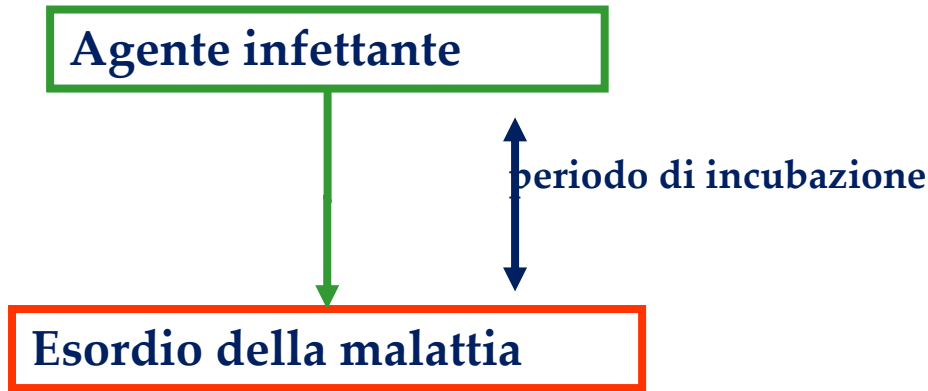 Agente infettante
periodo di incubazione
Esordio della malattia